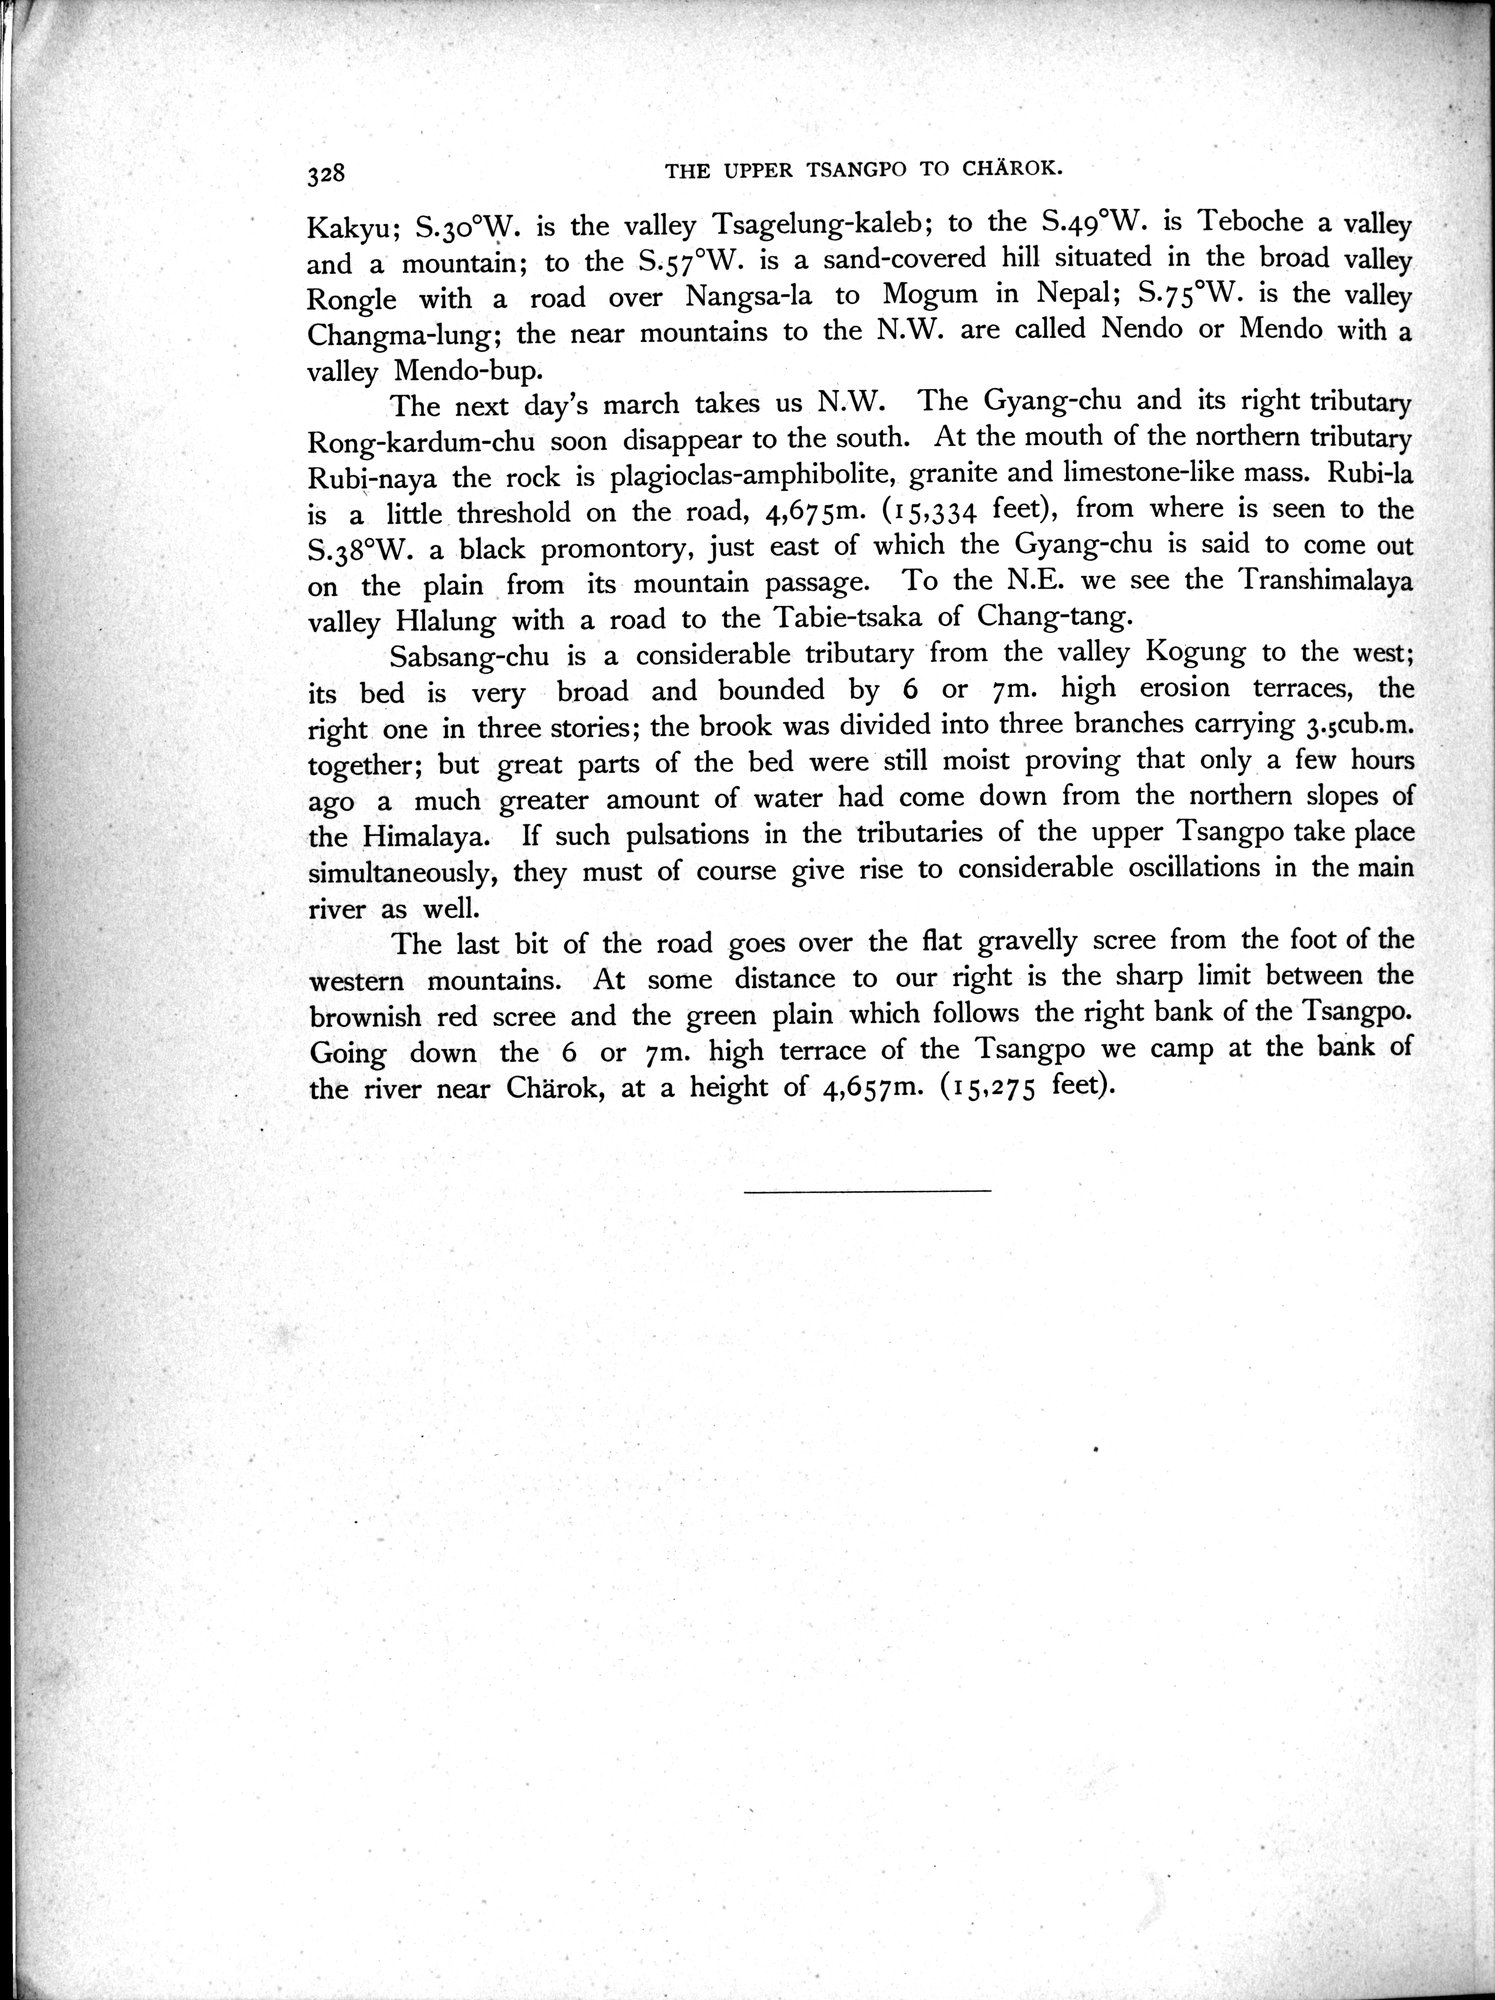 328 THE UPPER TSANGPO TO CHÄROK.
Kakyu; S.30°W. is the valley Tsagelung-kaleb; to the S.49°W. is Teboche a valley
and a mountain; to the S.57°W. is a sand-covered hill situated in the broad valley
Rongle with a road over Nangsa-la to Mogum in Nepal; S.75°W. is the valley
Changma-lung; the near mountains to the N.W. are called Nendo or Mendo with a
valley Mendo-bup.
The next day's march takes us N.W. The Gyang-chu and its right tributary
Rong-kardum-chu soon disappear to the south. At the mouth of the northern tributary
Rubi-naya the rock is plagioclas-amphibolite, granite and limestone-like mass. Rubi-la
is a little threshold on the road, 4,675m. (15,334 feet), from where is seen to the
S.38°W. a black promontory, just east of which the Gyang-chu is said to come out
on the plain from its mountain passage. To the N.E. we see the Transhimalaya
valley Hlalung with a road to the Tabie-tsaka of Chang-tang.
Sabsang-chu is a considerable tributary from the valley Kogung to the west;
its bed is very broad and bounded by 6 or 7m. high erosion terraces, the
right one in three stories; the brook was divided into three branches carrying 3.5cub.m.
together; but great parts of the bed were still moist proving that only a few hours
ago a much greater amount of water had come down from the northern slopes of
the Himalaya. If such pulsations in the tributaries of the upper Tsangpo take place
simultaneously, they must of course give rise to considerable oscillations in the main
river as well.
The last bit of the road goes over the flat gravelly scree from the foot of the
western mountains. At some distance to our right is the sharp limit between the
brownish red scree and the green plain which follows the right bank of the Tsangpo.
Going down the 6 or 7m. high terrace of the Tsangpo we camp at the bank of
the river near Chärok, at a height of 4,657m. (15,275 feet).